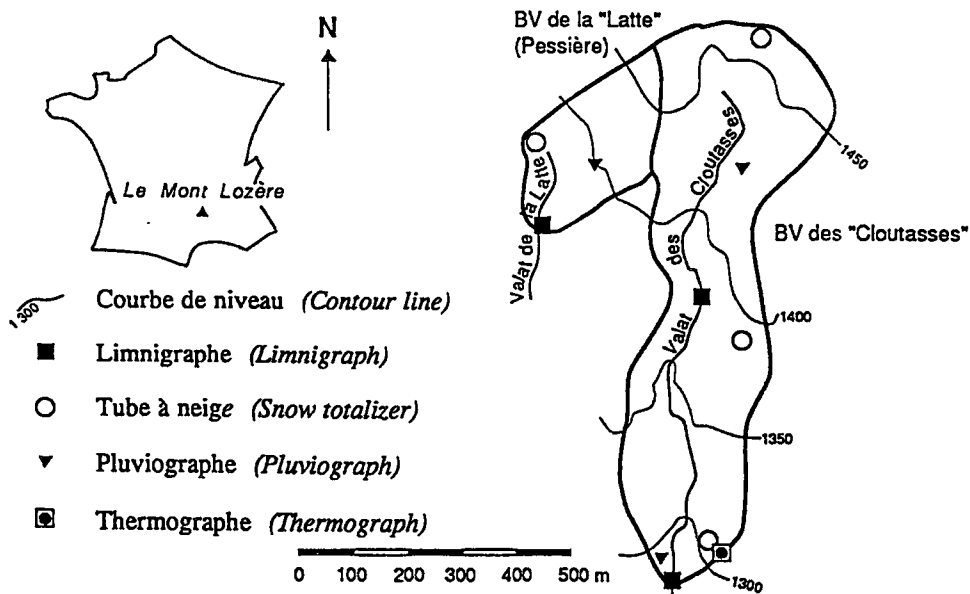 N
Le Mont Lozère
1300 Courbe de niveau (Contour line)
Limnigraphe (Limnigraph)
Tube à neige (Snow totalizer)
Pluviographe (Pluviograph)
Thermographe (Thermograph)
0 100 200 300 400 500 m
BV de la "Latte"
(Pessière)
BV des "Cloutasses"
Valat de la Latte
Valat des Cloutasses
1450
1400
1350
1300